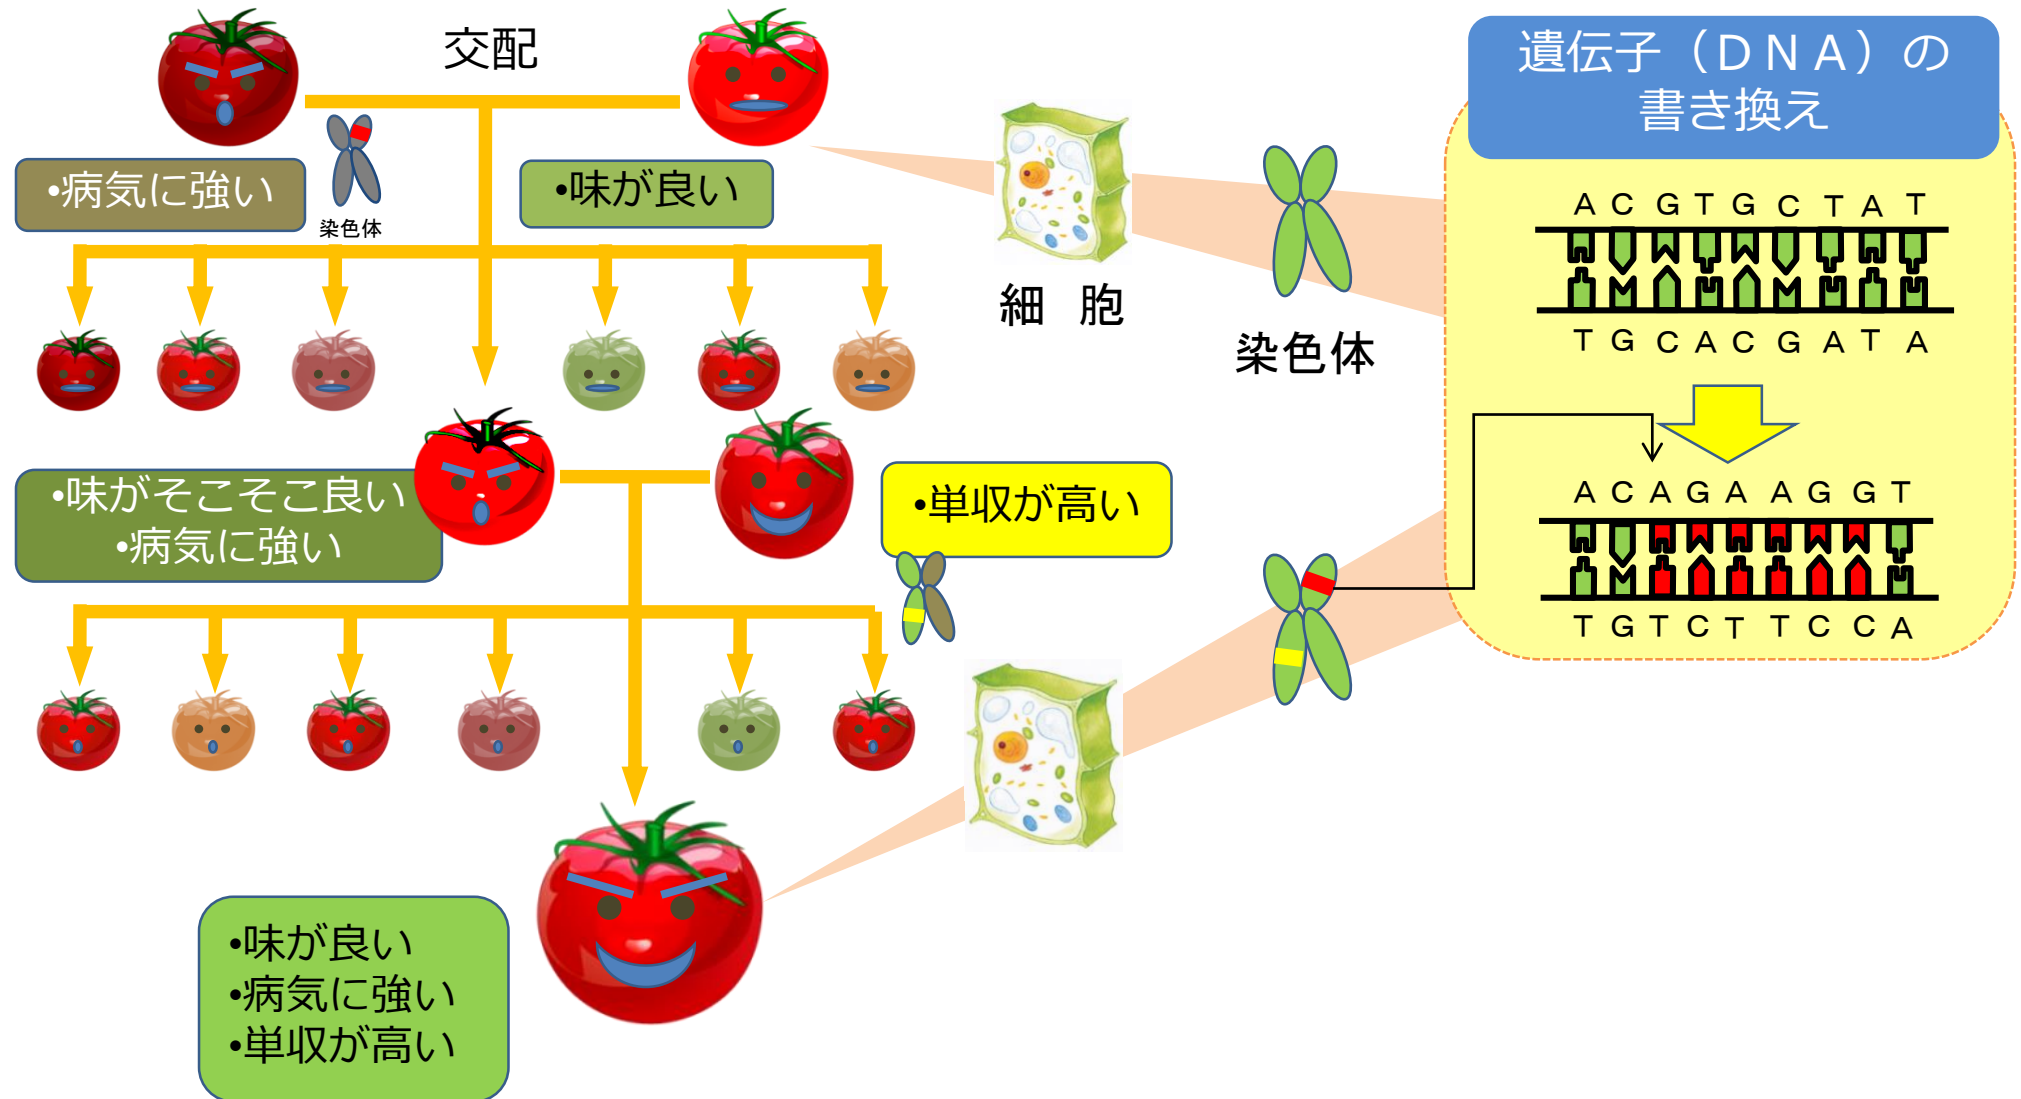 交配
遺伝子（ＤＮＡ）の
書き換え
•病気に強い
染色体
•味が良い
細 胞
染色体
A C G T G C T A T
T G C A C G A T A
•味がそこそこ良い
•病気に強い
•単収が高い
A C A G A A G G T
T G T C T T C C A
•味が良い
•病気に強い
•単収が高い